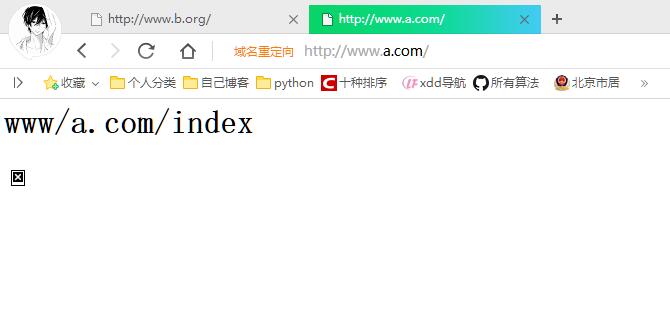 http://www.b.org/
http://www.a.com/
域名重定向 http://www.a.com/
收藏 个人分类 自己博客 python 十种排序 xdd导航 所有算法 北京市居
www/a.com/index